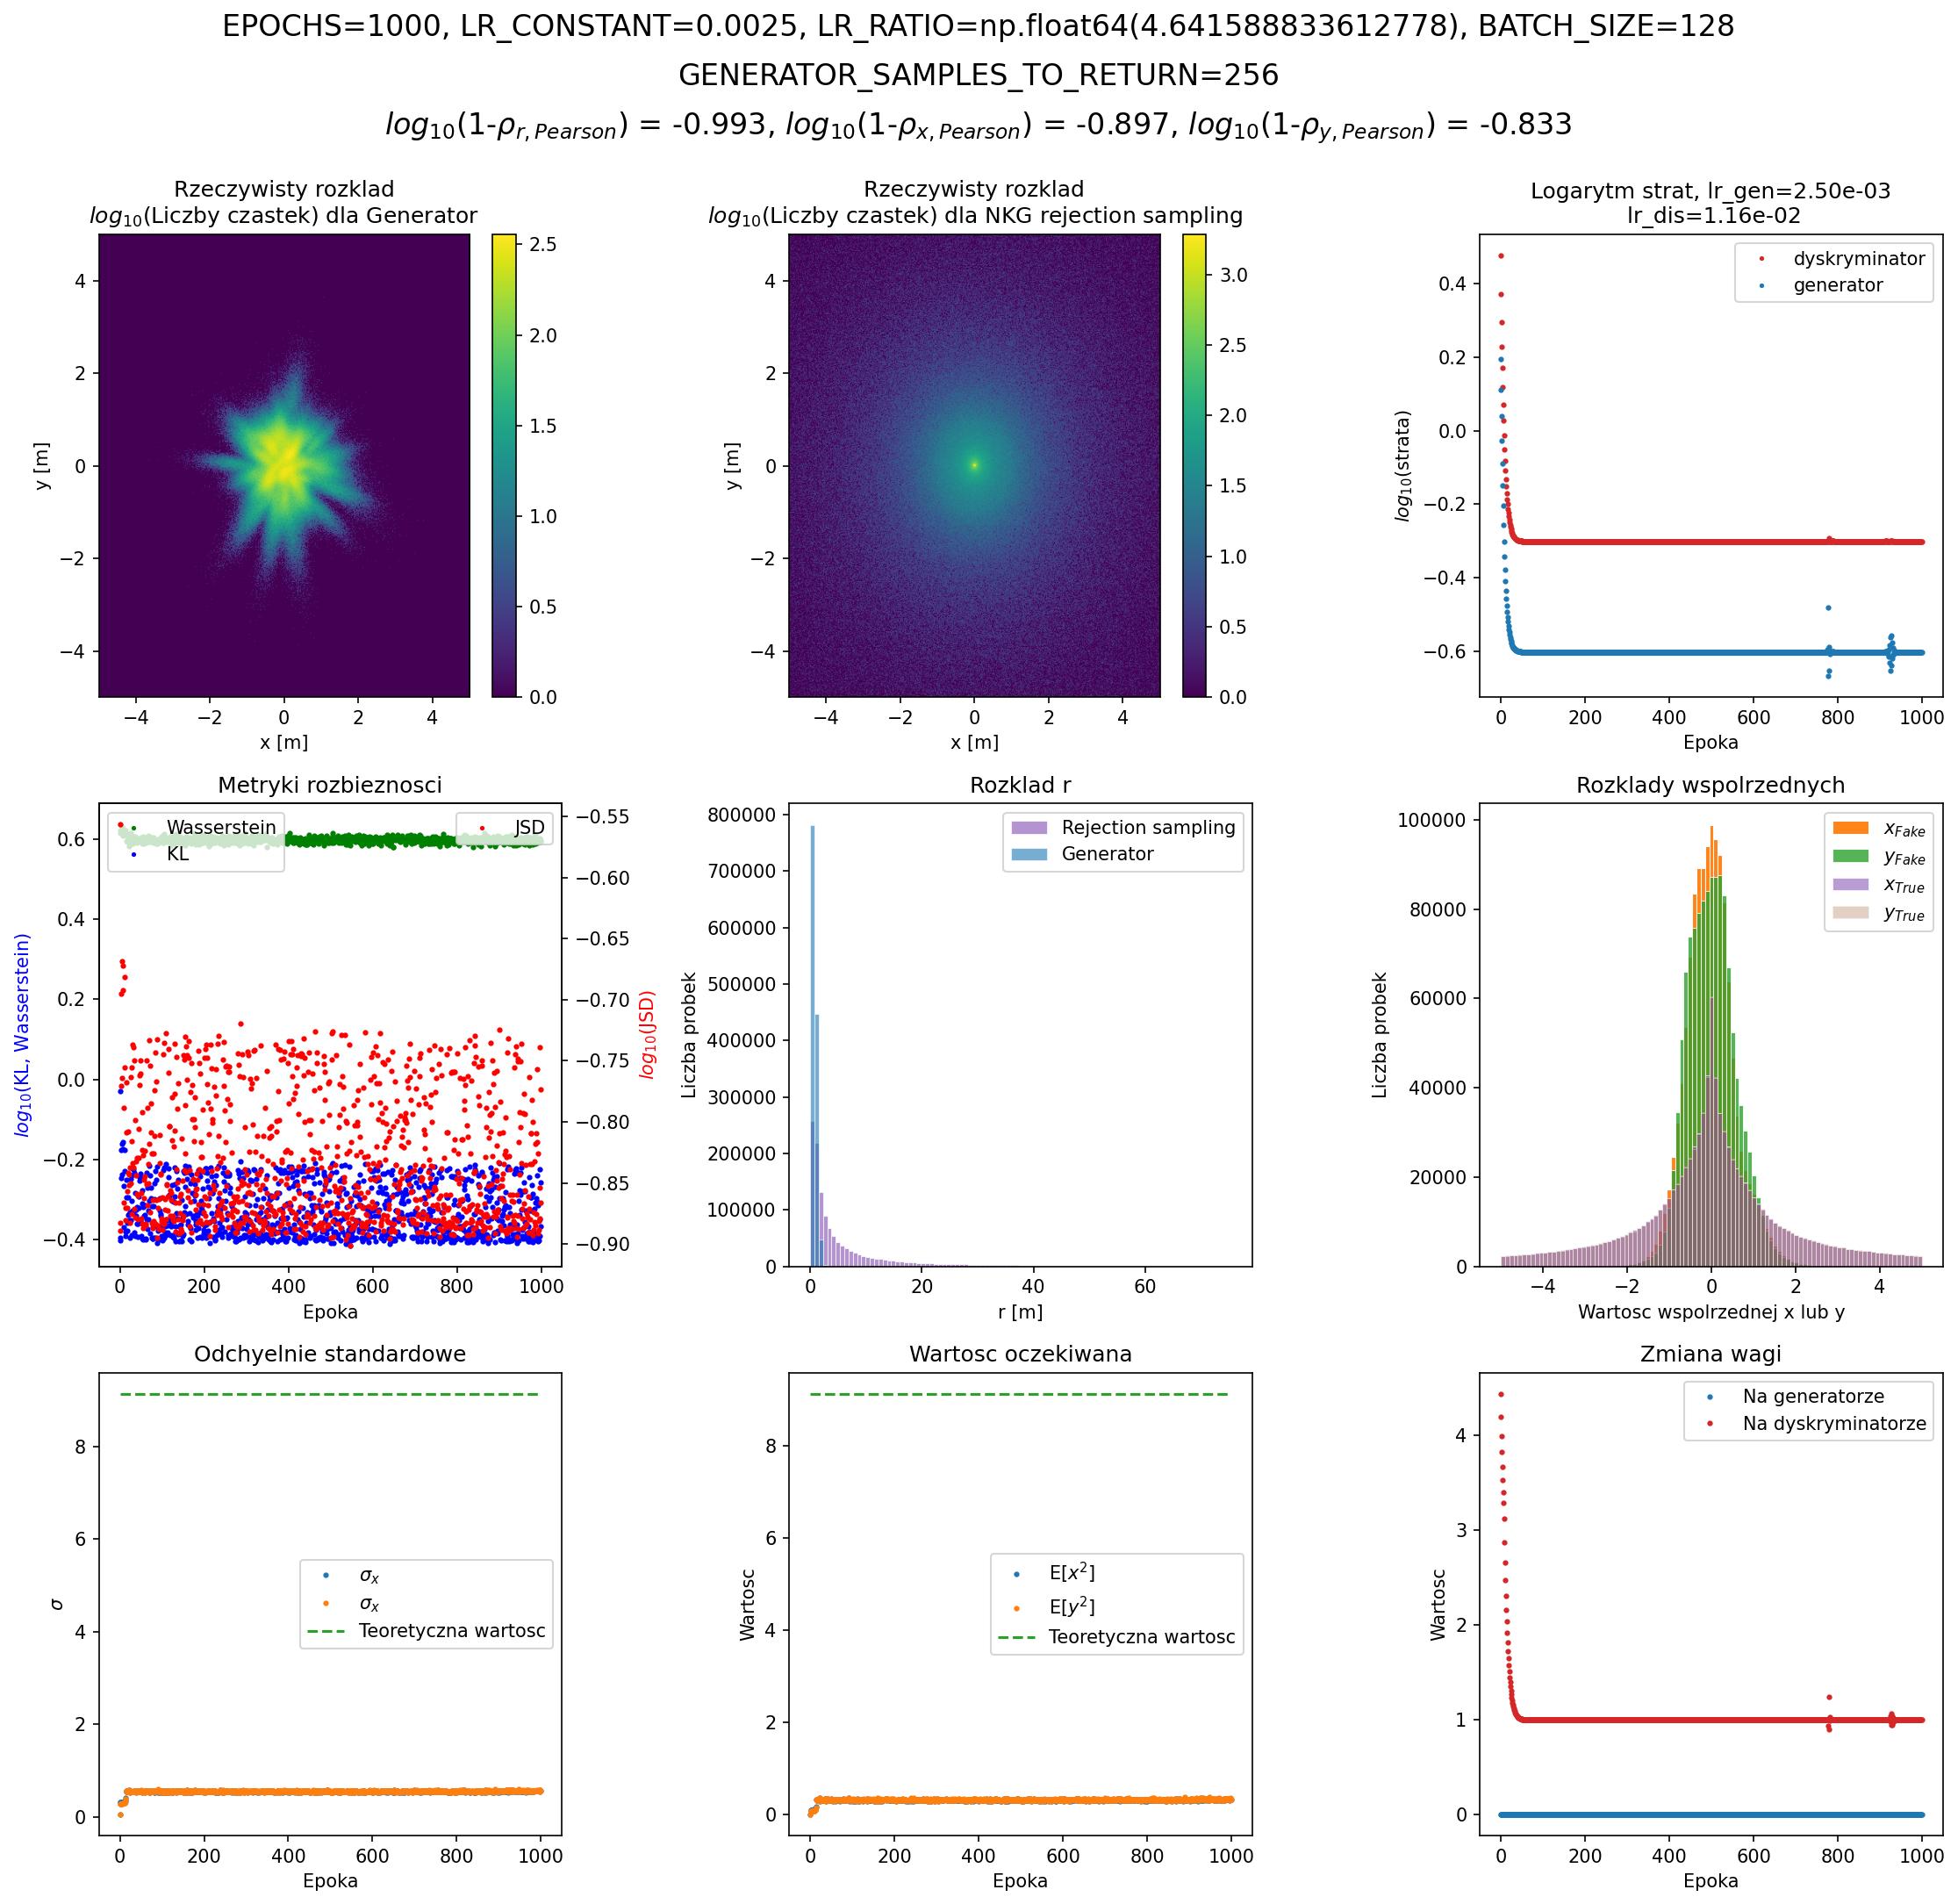 EPOCHS=1000, LR_CONSTANT=0.0025, LR_RATIO=np.float64(4.641588833612778), BATCH_SIZE=128
GENERATOR_SAMPLES_TO_RETURN=256
log₁₀(1-ρ_{r, Pearson}) = -0.993, log₁₀(1-ρ_{x, Pearson}) = -0.897, log₁₀(1-ρ_{y, Pearson}) = -0.833
Rzeczywisty rozklad
log₁₀(Liczby czastek) dla Generator
4
2
0
−2
−4
y [m]
−4 −2 0 2 4
x [m]
2.5
2.0
1.5
1.0
0.5
0.0
Rzeczywisty rozklad
log₁₀(Liczby czastek) dla NKG rejection sampling
4
2
0
−2
−4
y [m]
−4 −2 0 2 4
x [m]
3.0
2.5
2.0
1.5
1.0
0.5
0.0
Logarytm strat, lr_gen=2.50e-03
lr_dis=1.16e-02
dyskryminator
generator
0.4
0.2
0.0
−0.2
−0.4
−0.6
log₁₀(strata)
0 200 400 600 800 1000
Epoka
Metryki rozbieznosci
Wasserstein
KL
JSD
0.6
0.4
0.2
0.0
−0.2
−0.4
log₁₀(KL, Wasserstein)
−0.55
−0.60
−0.65
−0.70
−0.75
−0.80
−0.85
−0.90
log₁₀(JSD)
0 200 400 600 800 1000
Epoka
Rozklad r
Rejection sampling
Generator
800000
700000
600000
500000
400000
300000
200000
100000
0
Liczba probek
0 20 40 60
r [m]
Rozklady wspolrzednych
x_{Fake}
y_{Fake}
x_{True}
y_{True}
100000
80000
60000
40000
20000
0
Liczba probek
−4 −2 0 2 4
Wartosc wspolrzednej x lub y
Odchyelnie standardowe
σₓ
σₓ
Teoretyczna wartosc
8
6
4
2
0
σ
0 200 400 600 800 1000
Epoka
Wartosc oczekiwana
E[x²]
E[y²]
Teoretyczna wartosc
8
6
4
2
0
Wartosc
0 200 400 600 800 1000
Epoka
Zmiana wagi
Na generatorze
Na dyskryminatorze
4
3
2
1
0
Wartosc
0 200 400 600 800 1000
Epoka